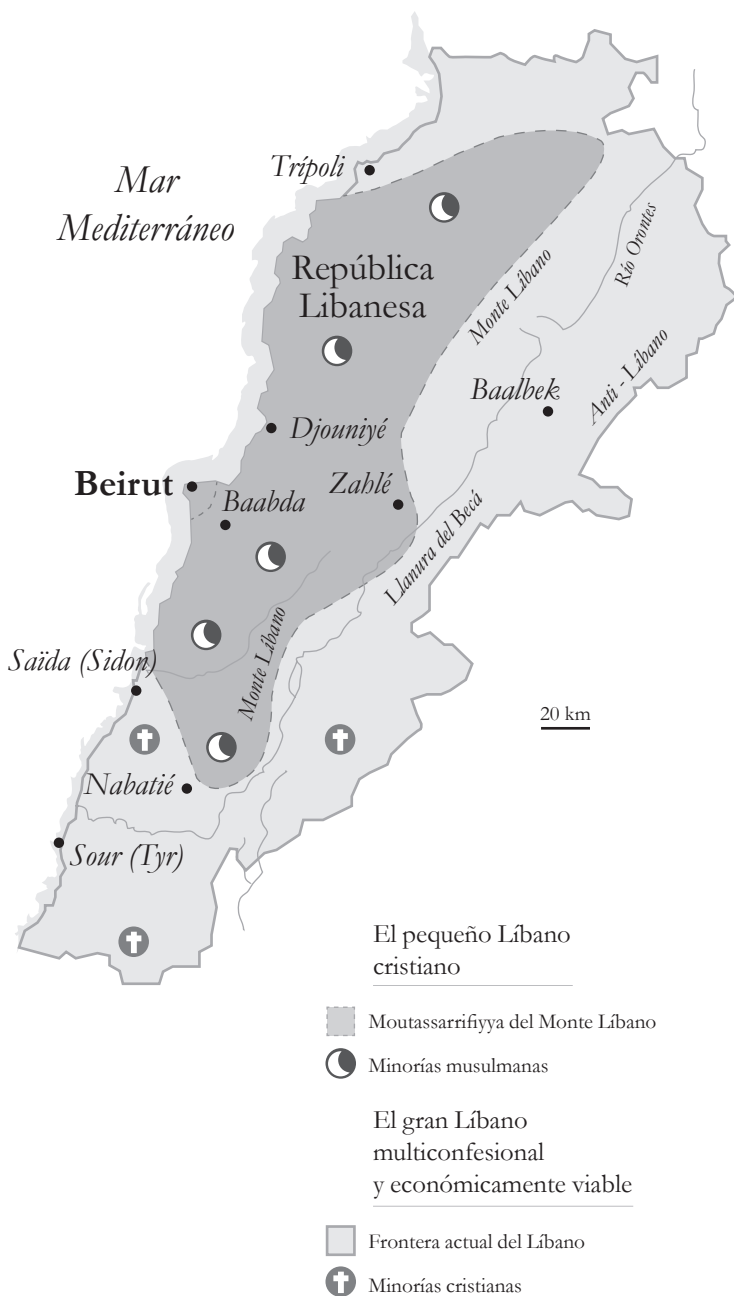 Trípoli
Mar
Mediterráneo
Río Orontes
República
Libanesa
Monte Líbano
Anti - Líbano
Baalbek
Djouniyé
Beirut
Zahlé
Baabda
Llanura del Becá
Monte Líbano
Saïda (Sidon)
20 km
Nabatié
Sour (Tyr)
El pequeño Líbano
cristiano
Moutassarrifiyya del Monte Líbano
Minorías musulmanas
El gran Líbano
multiconfesional
y económicamente viable
Frontera actual del Líbano
Minorías cristianas